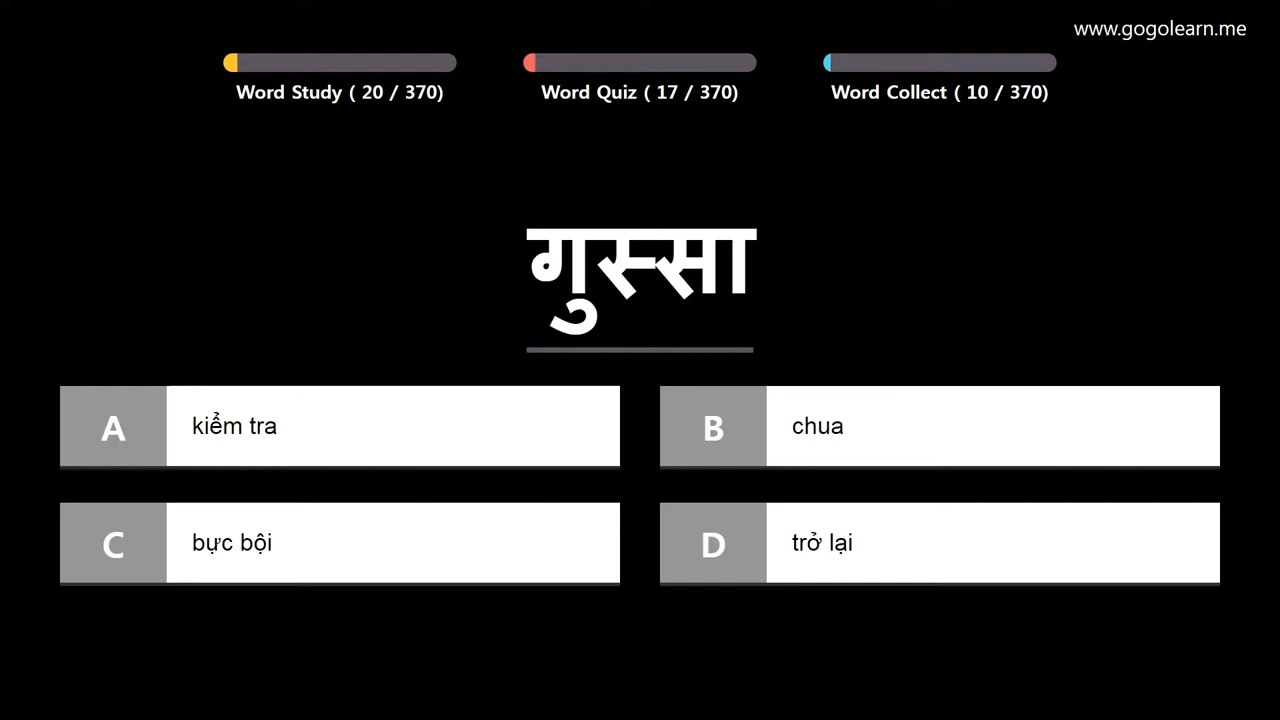 www.gogolearn.me
Word Study ( 20 / 370)
Word Quiz ( 17 / 370)
Word Collect ( 10 / 370)
गुस्सा
A
kiểm tra
B
chua
C
bực bội
D
trở lại